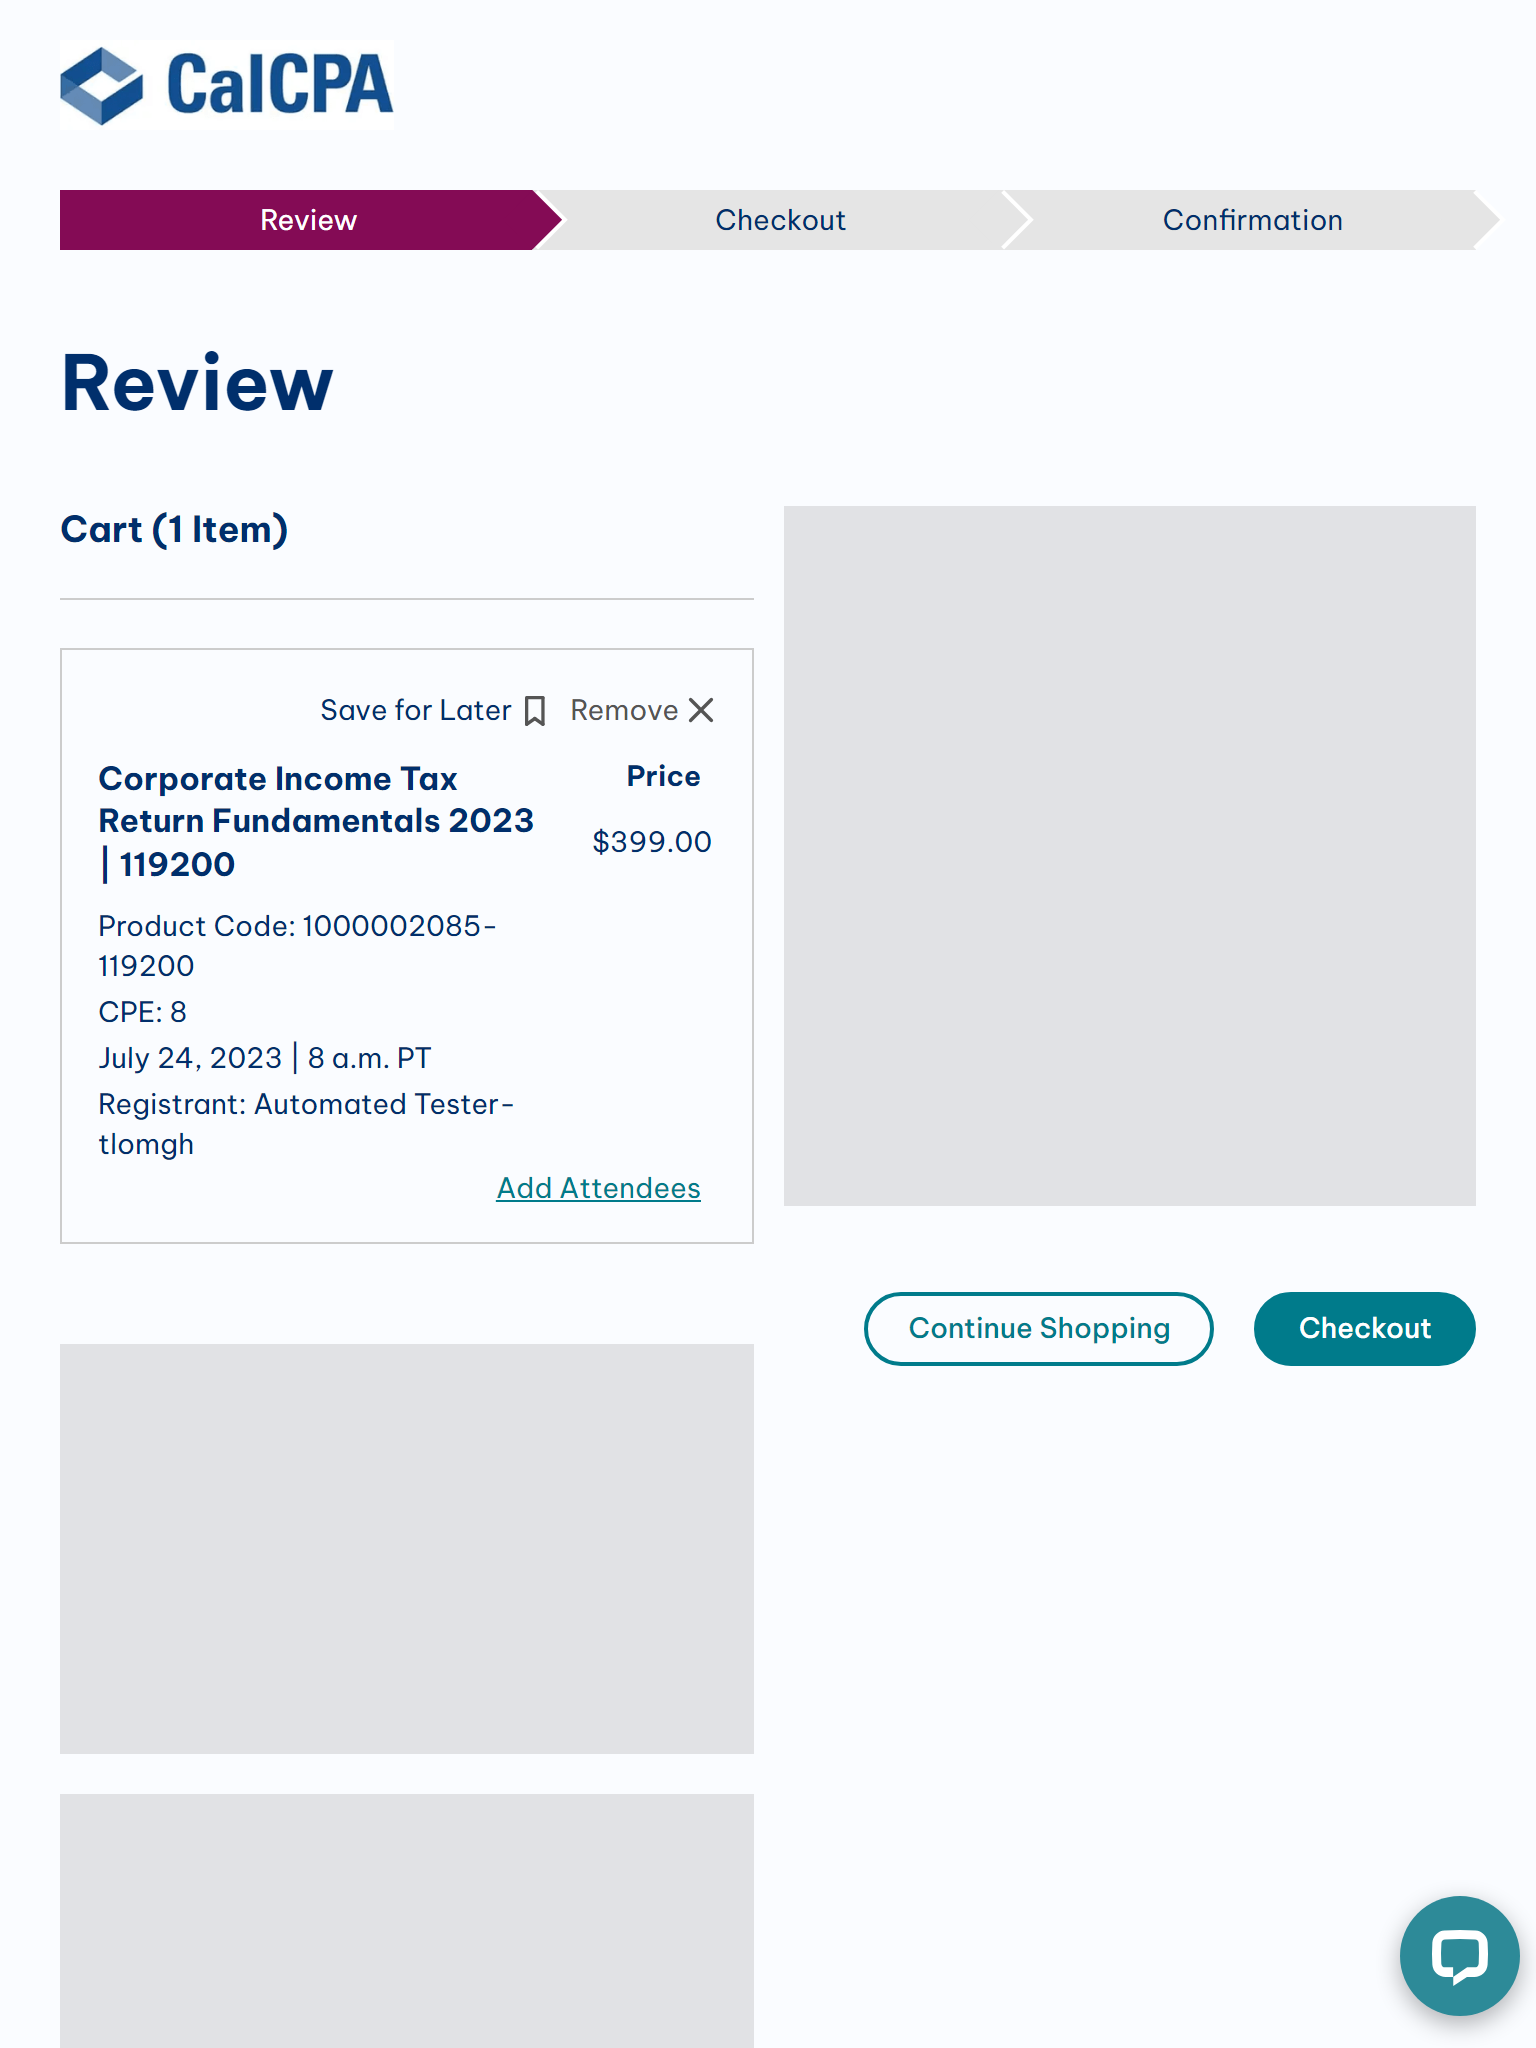 CalCPA
Review
Checkout
Confirmation
Review
Cart (1 Item)
Save for Later
Remove
Corporate Income Tax
Return Fundamentals 2023
| 119200
Price
$399.00
Product Code: 1000002085-
119200
CPE: 8
July 24, 2023 | 8 a.m. PT
Registrant: Automated Tester-
tlomgh
Add Attendees
Continue Shopping
Checkout